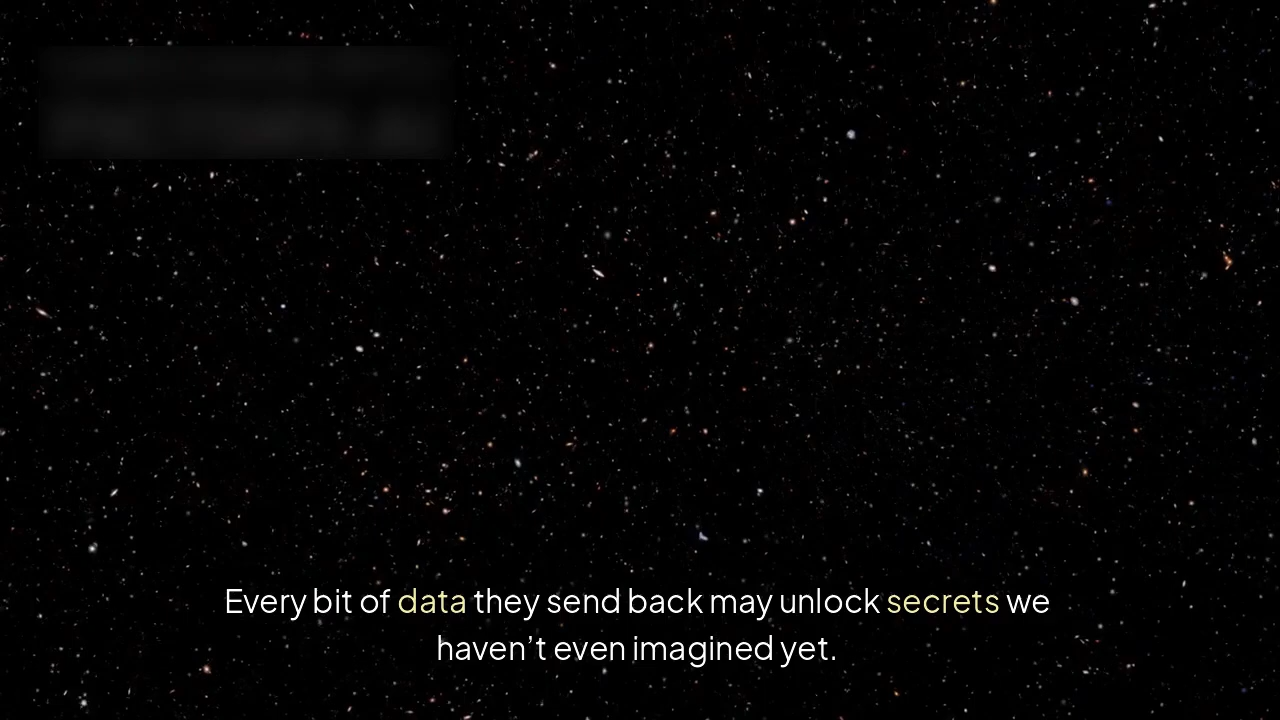 Every bit of data they send back may unlock secrets we
haven’t even imagined yet.